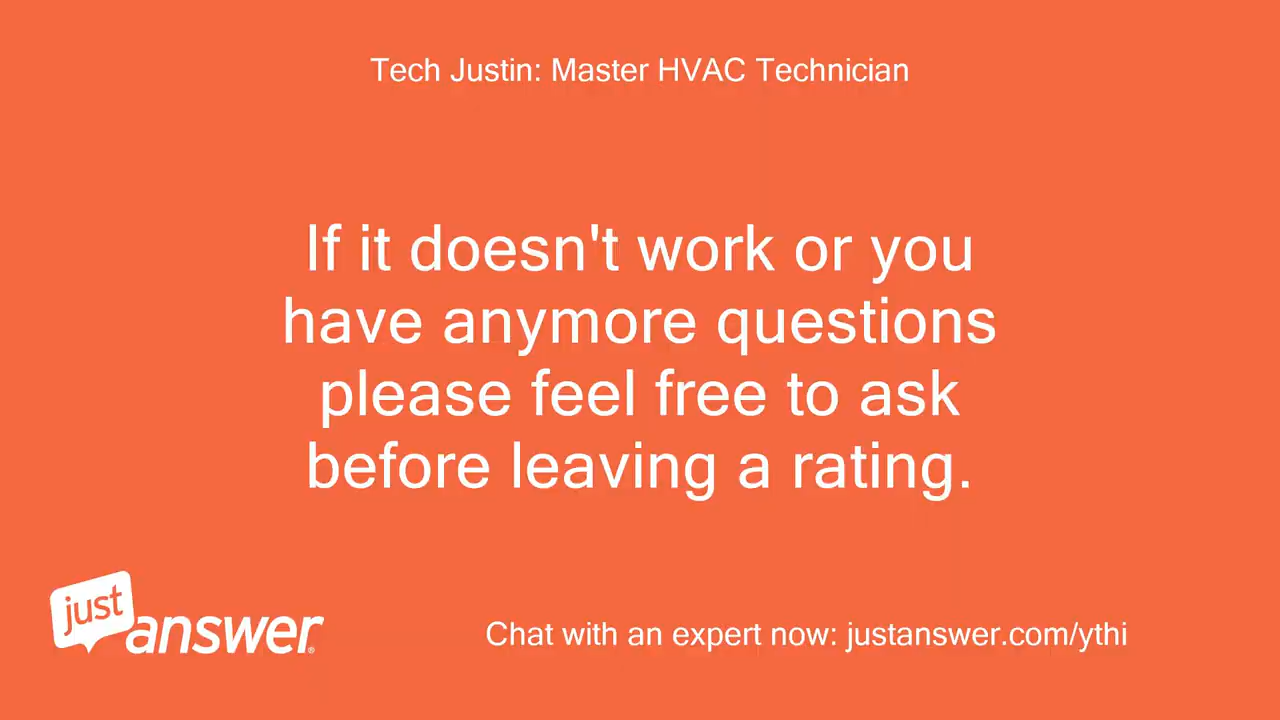 Tech Justin: Master HVAC Technician
If it doesn't work or you
have anymore questions
please feel free to ask
before leaving a rating.
just
answer®
Chat with an expert now: justanswer.com/ythi